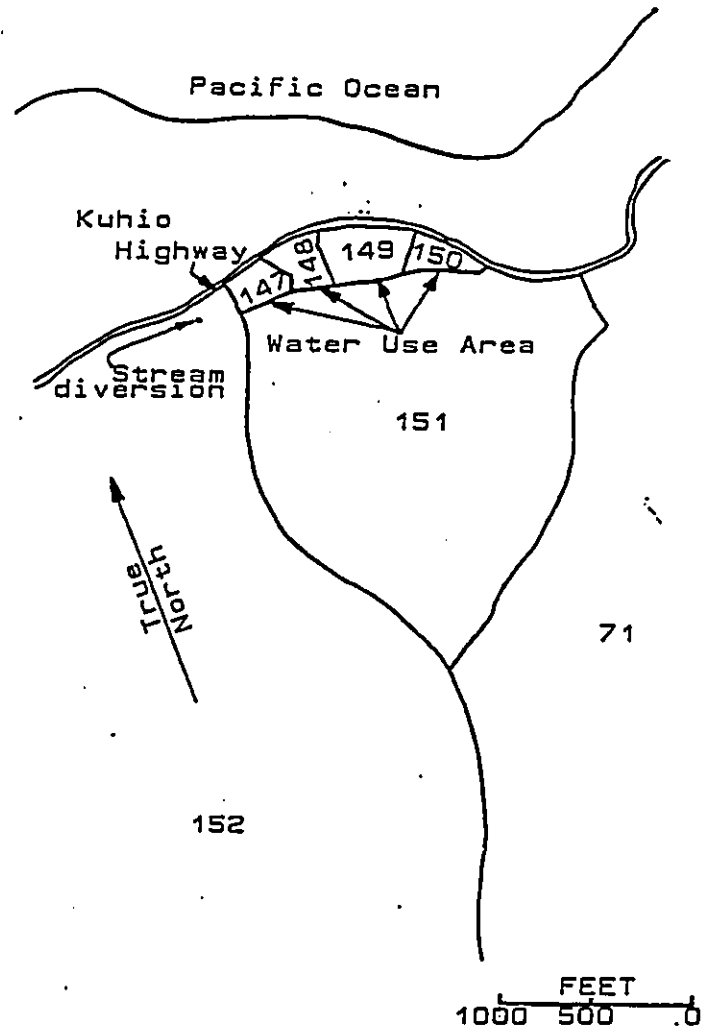 Pacific Ocean
Kuhio
Highway
147
148
149
150
Water Use Area
Stream
diversion
151
True
North
71
152
FEET
1000 500 .0